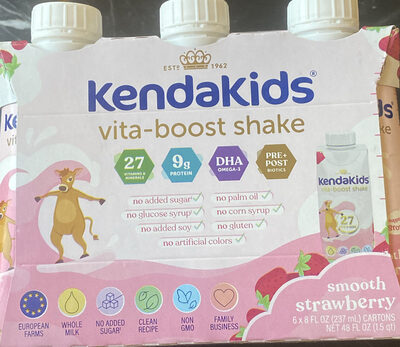 ESTD 1962
KendaKids®
vita-boost shake
27
VITAMINS &
MINERALS
9g
PROTEIN
DHA
OMEGA-3
PRE+
POST
BIOTICS
no added sugar ✓ no palm oil ✓
no glucose syrup ✓ no corn syrup ✓
no added soy ✓ no gluten ✓
no artificial colors ✓
KendaKids
vita-boost shake
27
smooth
strawberry
6 x 8 FL OZ (237 mL) CARTONS
NET 48 FL OZ (1.5 qt)
EUROPEAN
FARMS
WHOLE
MILK
NO ADDED
SUGAR
CLEAN
RECIPE
NON
GMO
FAMILY
BUSINESS